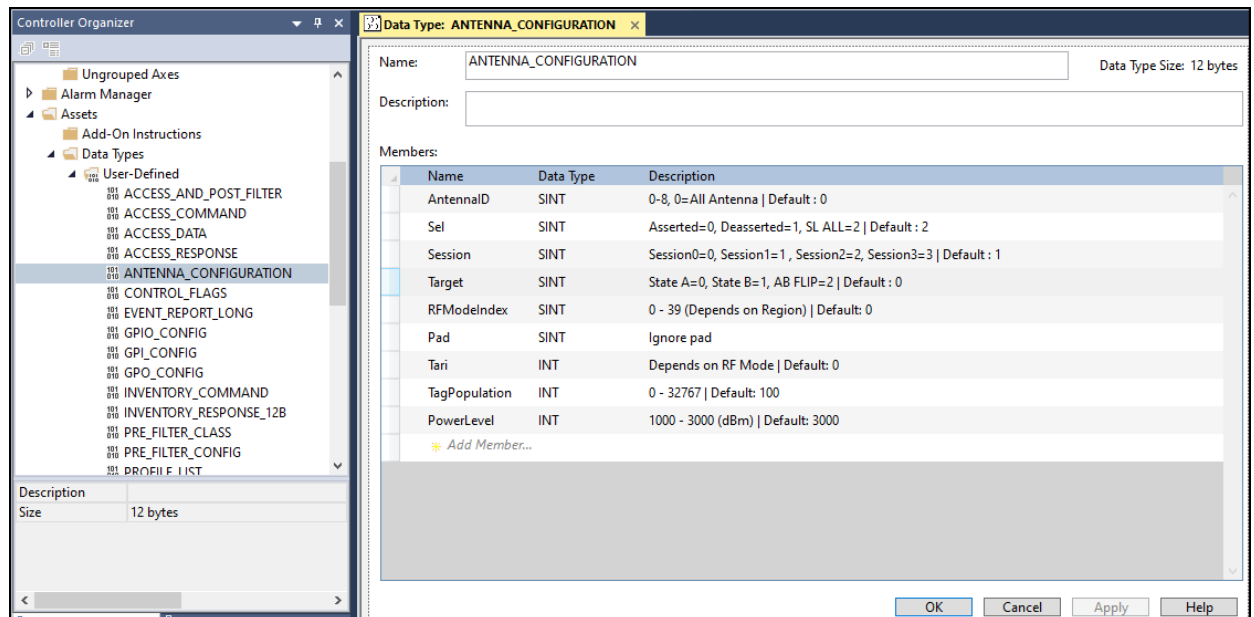 Controller Organizer
Ungrouped Axes
Alarm Manager
Assets
Add-On Instructions
Data Types
User-Defined
ACCESS_AND_POST_FILTER
ACCESS_COMMAND
ACCESS_DATA
ACCESS_RESPONSE
ANTENNA_CONFIGURATION
CONTROL_FLAGS
EVENT_REPORT_LONG
GPIO_CONFIG
GPI_CONFIG
GPO_CONFIG
INVENTORY_COMMAND
INVENTORY_RESPONSE_12B
PRE_FILTER_CLASS
PRE_FILTER_CONFIG
PROFILE_LIST
Description
Size 12 bytes
Data Type: ANTENNA_CONFIGURATION
Name: ANTENNA_CONFIGURATION Data Type Size: 12 bytes
Description:
Members:
Name Data Type Description
AntennaID SINT 0-8, 0=All Antenna | Default : 0
Sel SINT Asserted=0, Deasserted=1, SL ALL=2 | Default : 2
Session SINT Session0=0, Session1=1 , Session2=2, Session3=3 | Default : 1
Target SINT State A=0, State B=1, AB FLIP=2 | Default : 0
RFModeIndex SINT 0 - 39 (Depends on Region) | Default: 0
Pad SINT Ignore pad
Tari INT Depends on RF Mode | Default: 0
TagPopulation INT 0 - 32767 | Default: 100
PowerLevel INT 1000 - 3000 (dBm) | Default: 3000
Add Member...
OK Cancel Apply Help